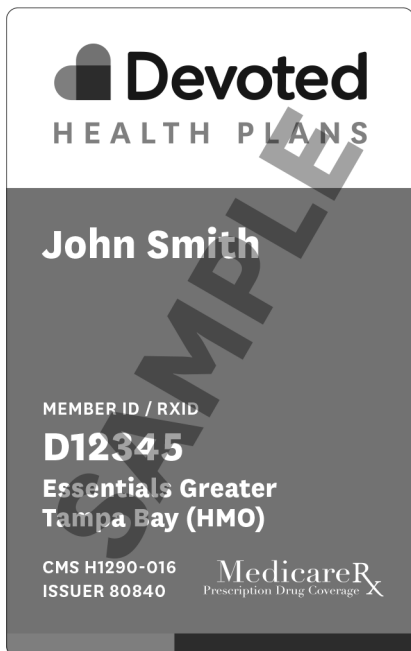 Devoted
HEALTH PLANS
John Smith
MEMBER ID / RXID
D12345
Essentials Greater
Tampa Bay (HMO)
CMS H1290-016
ISSUER 80840
MedicareRx
Prescription Drug Coverage
SAMPLE